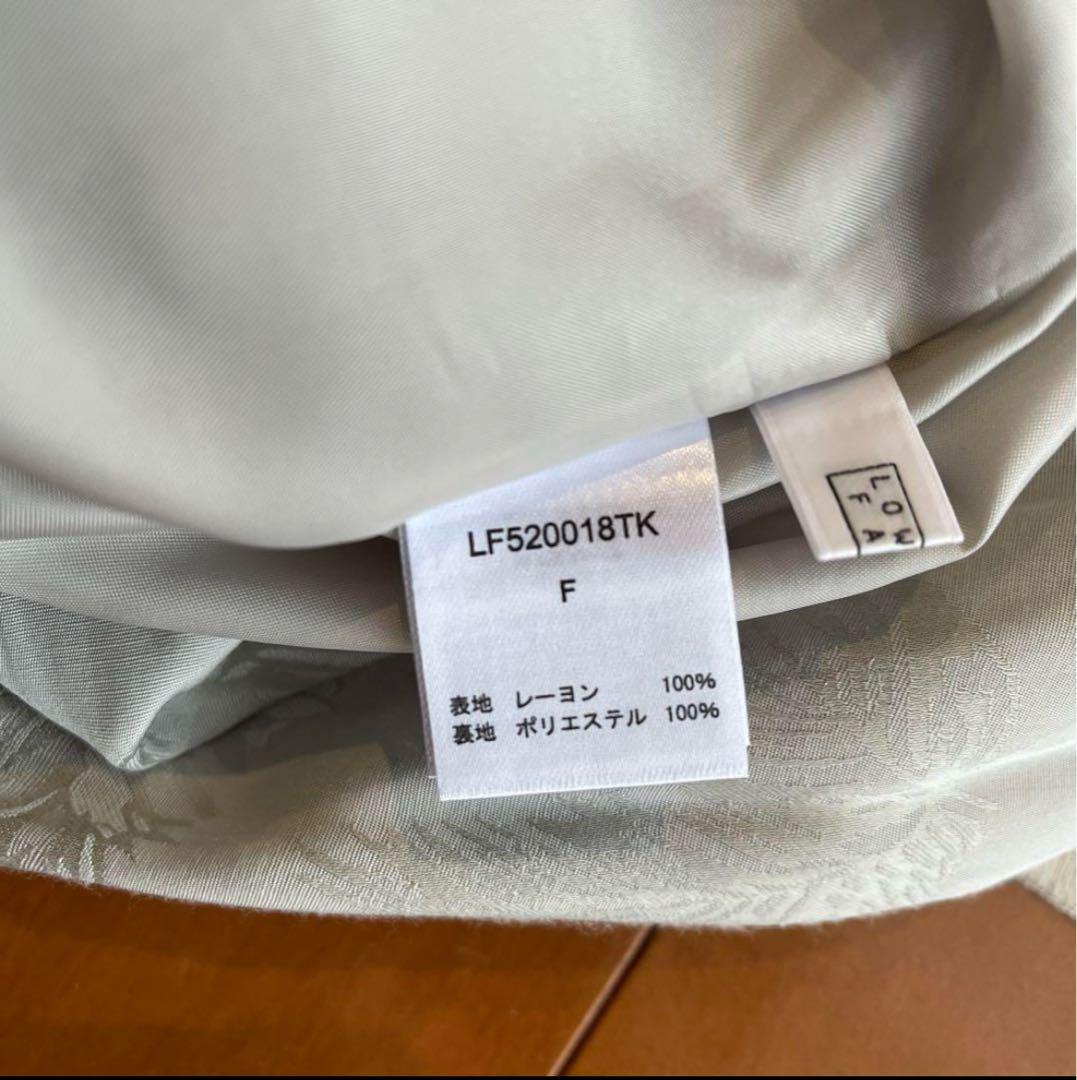 LF520018TK
F
表地 レーヨン 100%
裏地 ポリエステル 100%
LOW
FA